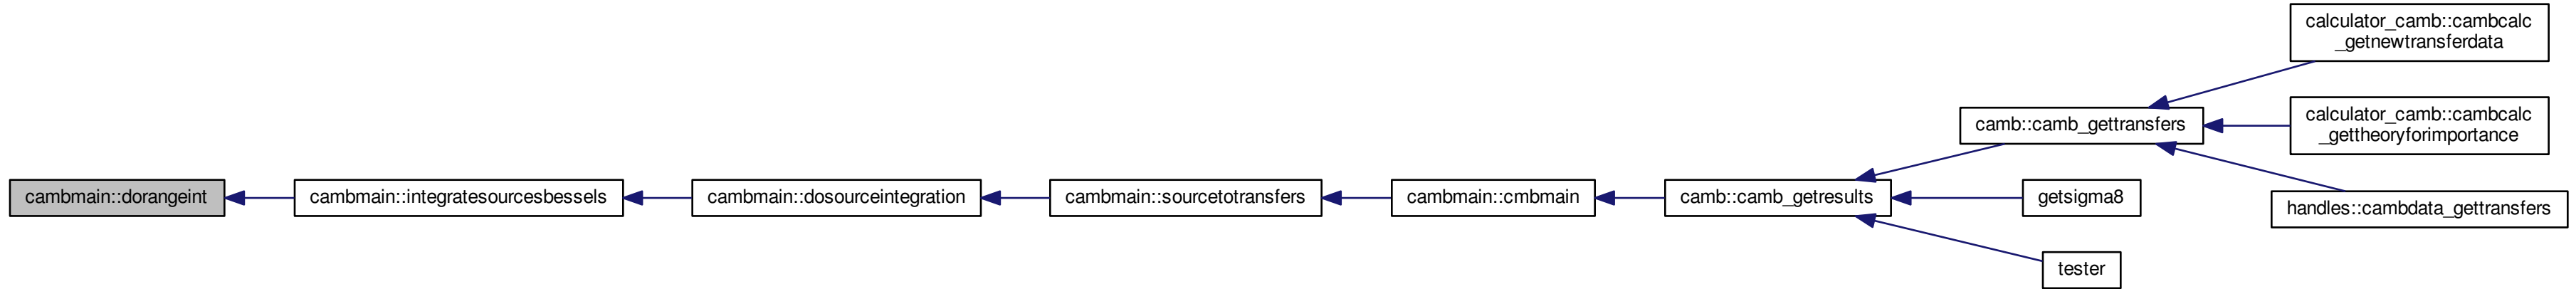 cambmain::dorangeint
cambmain::integratesourcesbessels
cambmain::dosourceintegration
cambmain::sourcetotransfers
cambmain::cmbmain
camb::camb_getresults
camb::camb_gettransfers
calculator_camb::cambcalc
_getnewtransferdata
calculator_camb::cambcalc
_gettheoryforimportance
handles::cambdata_gettransfers
getsigma8
tester